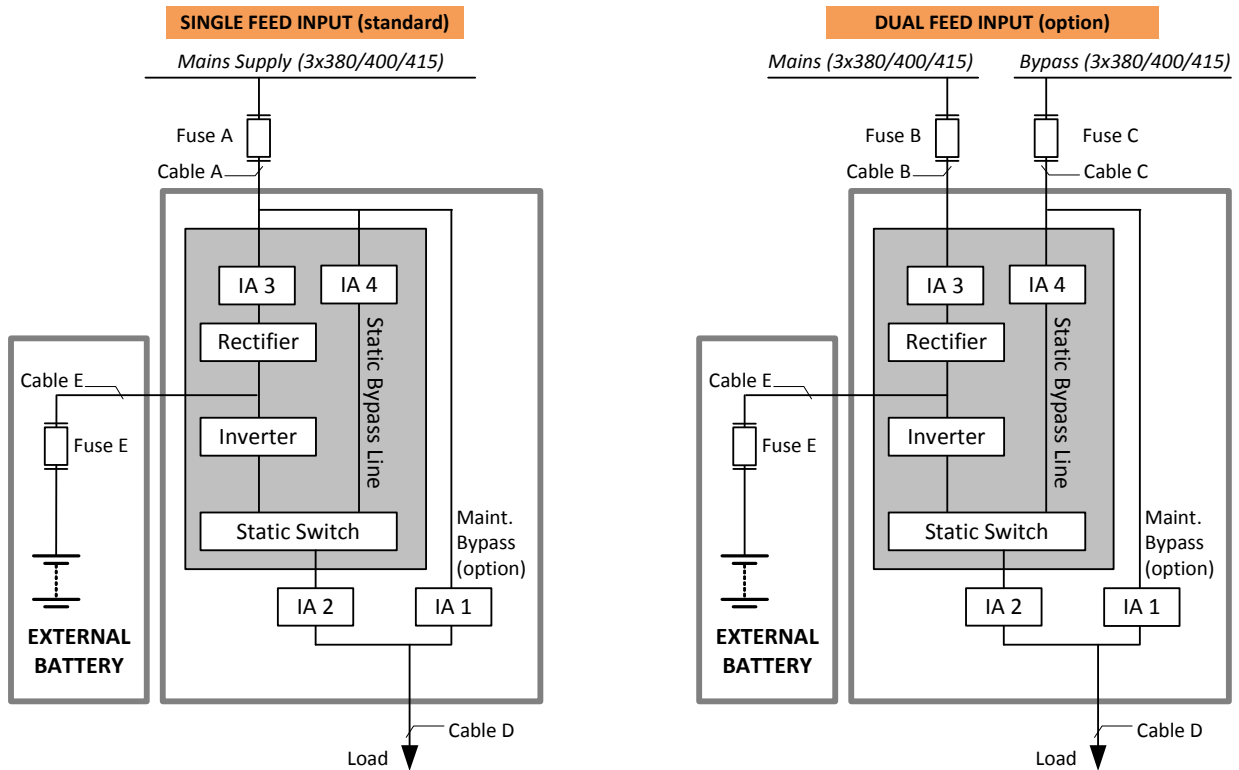 SINGLE FEED INPUT (standard)
Mains Supply (3x380/400/415)
Fuse A
Cable A
IA 3
IA 4
Rectifier
Static Bypass Line
Cable E
Fuse E
Inverter
Static Switch
Maint.
Bypass
(option)
IA 2
IA 1
EXTERNAL
BATTERY
Cable D
Load
DUAL FEED INPUT (option)
Mains (3x380/400/415)
Bypass (3x380/400/415)
Fuse B
Fuse C
Cable B
Cable C
IA 3
IA 4
Rectifier
Static Bypass Line
Cable E
Fuse E
Inverter
Static Switch
Maint.
Bypass
(option)
IA 2
IA 1
EXTERNAL
BATTERY
Cable D
Load